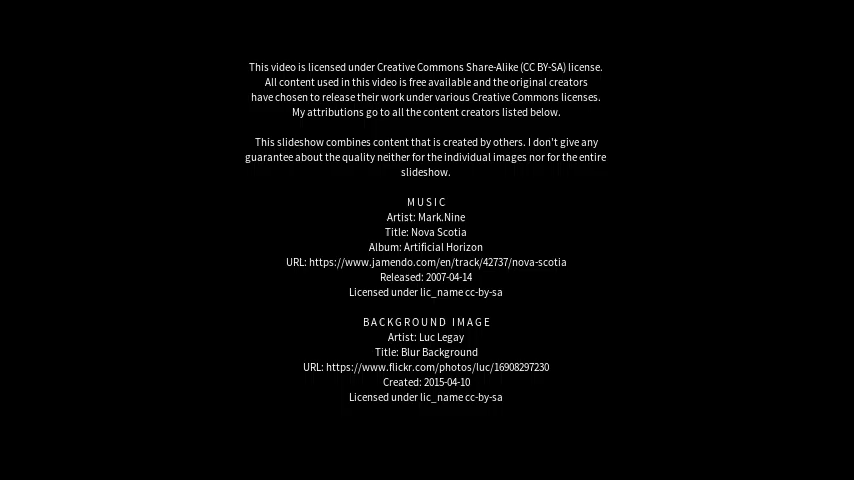 This video is licensed under Creative Commons Share-Alike (CC BY-SA) license.
All content used in this video is free available and the original creators
have chosen to release their work under various Creative Commons licenses.
My attributions go to all the content creators listed below.
This slideshow combines content that is created by others. I don't give any
guarantee about the quality neither for the individual images nor for the entire
slideshow.
MUSIC
Artist: Mark.Nine
Title: Nova Scotia
Album: Artificial Horizon
URL: https://www.jamendo.com/en/track/42737/nova-scotia
Released: 2007-04-14
Licensed under lic_name cc-by-sa
BACKGROUND IMAGE
Artist: Luc Legay
Title: Blur Background
URL: https://www.flickr.com/photos/luc/16908297230
Created: 2015-04-10
Licensed under lic_name cc-by-sa